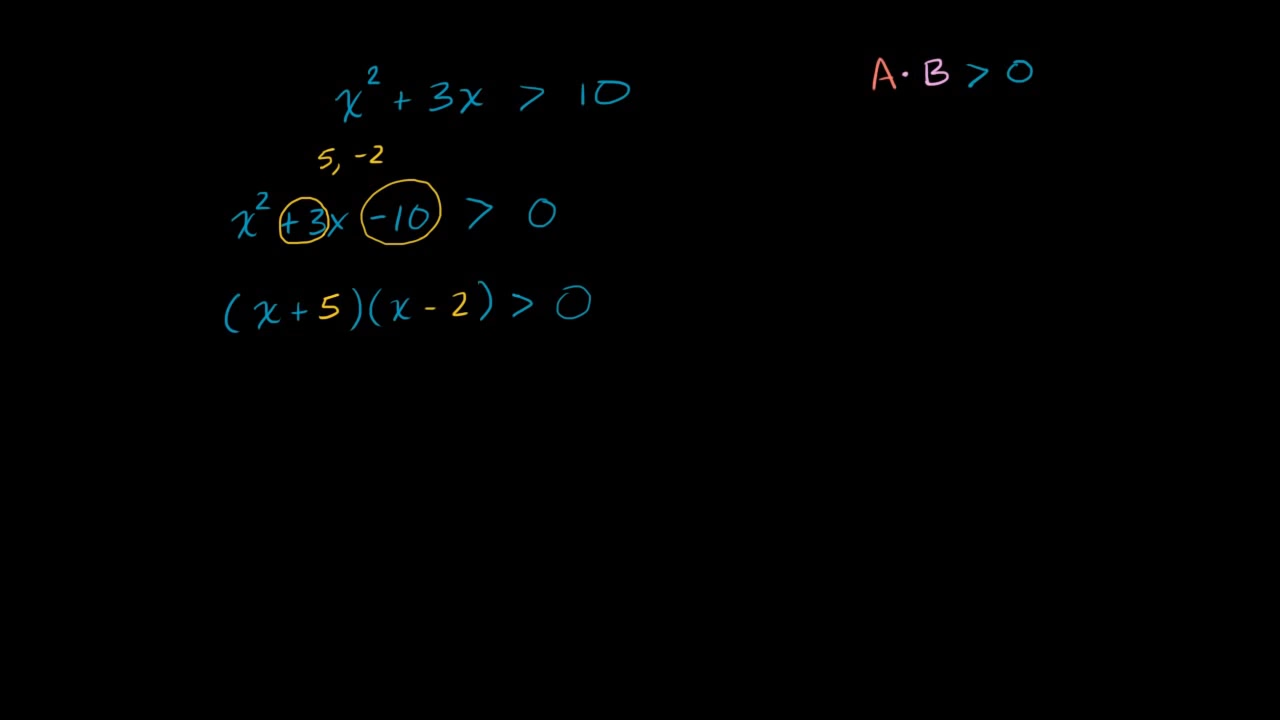 x² + 3x > 10
A · B > 0
5, -2
x² +3x -10 > 0
(x + 5)(x - 2) > 0